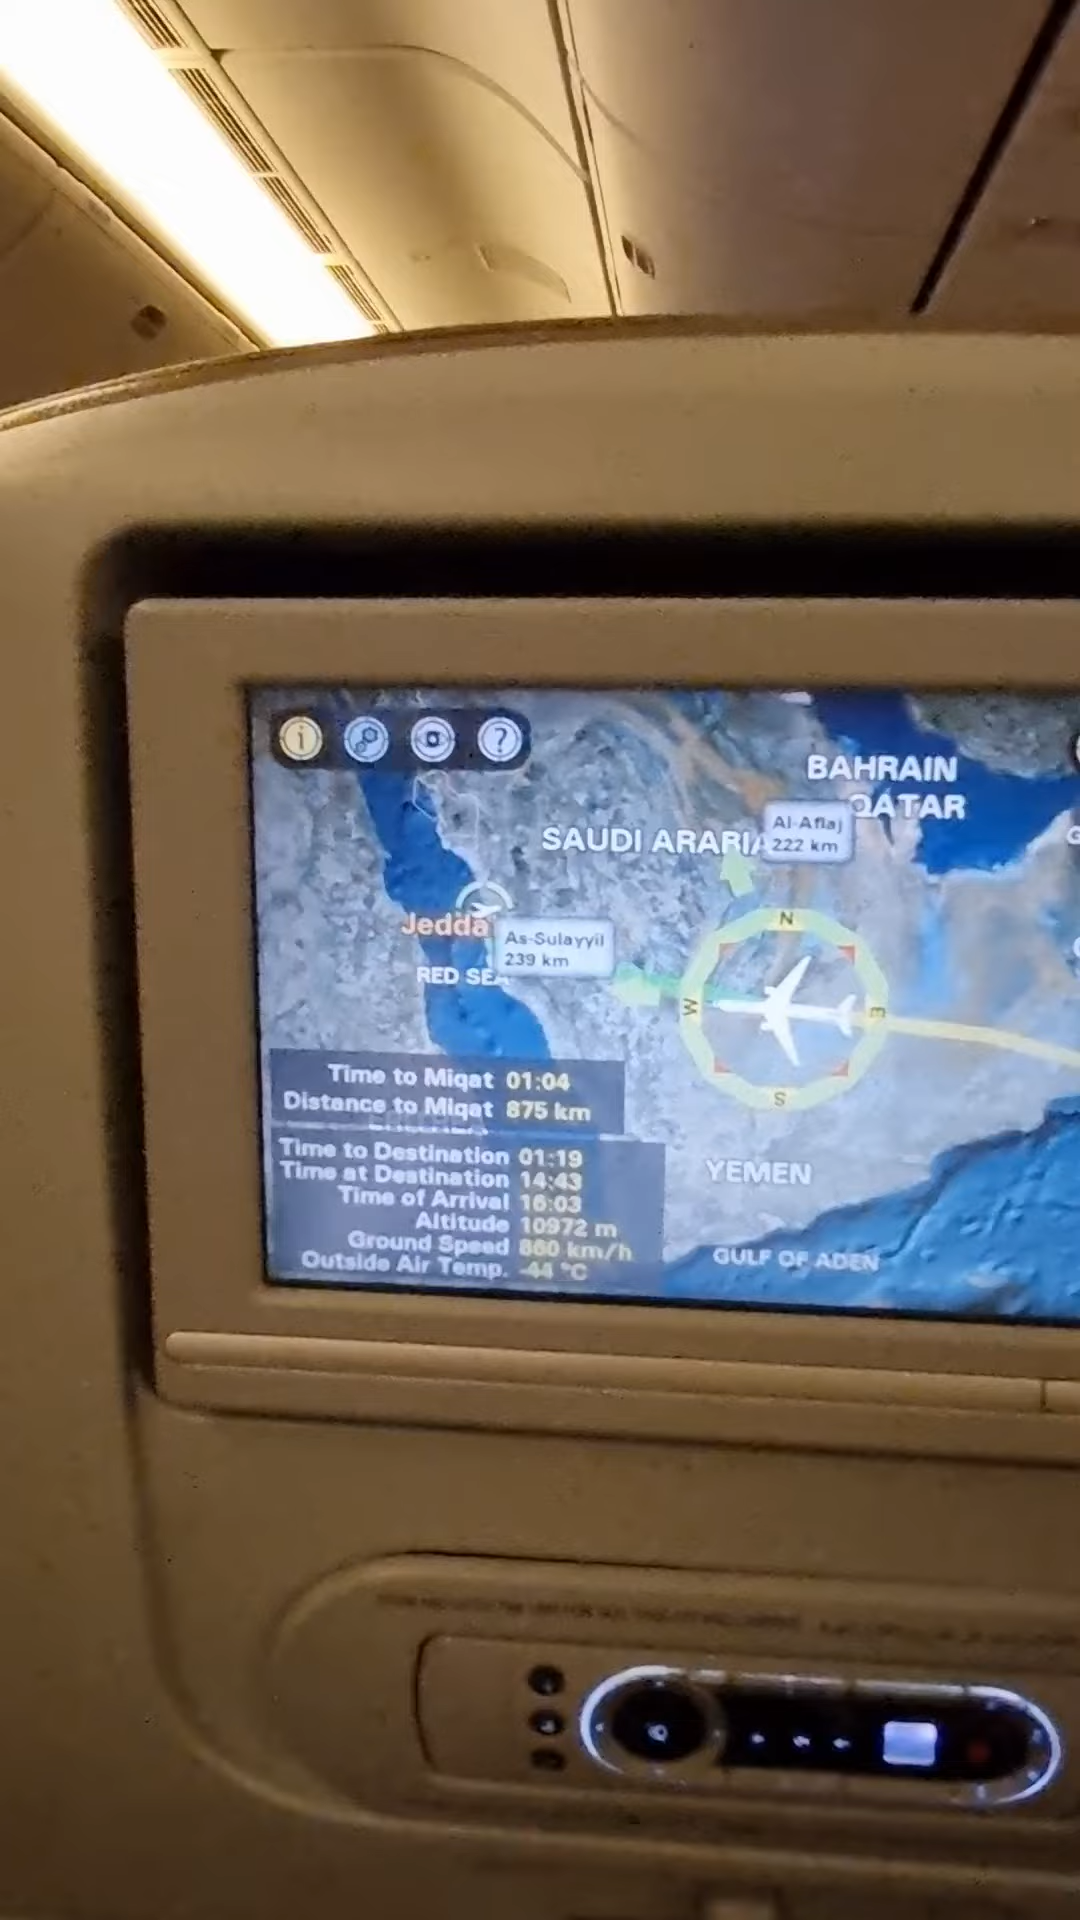 BAHRAIN
QATAR
Al-Aflaj
222 km
SAUDI ARABIA
Jedda
As-Sulayyil
239 km
RED SEA
N
W
E
S
Time to Miqat 01:04
Distance to Miqat 875 km
Time to Destination 01:19
Time at Destination 14:43
Time of Arrival 16:03
Altitude 10972 m
Ground Speed 860 km/h
Outside Air Temp. -44 °C
YEMEN
GULF OF ADEN